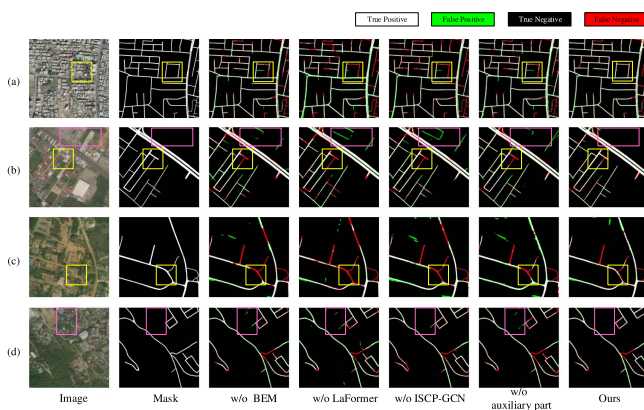 True Positive False Positive True Negative False Negative
(a)
(b)
(c)
(d)
Image Mask w/o BEM w/o LaFormer w/o ISCP-GCN w/o auxiliary part Ours